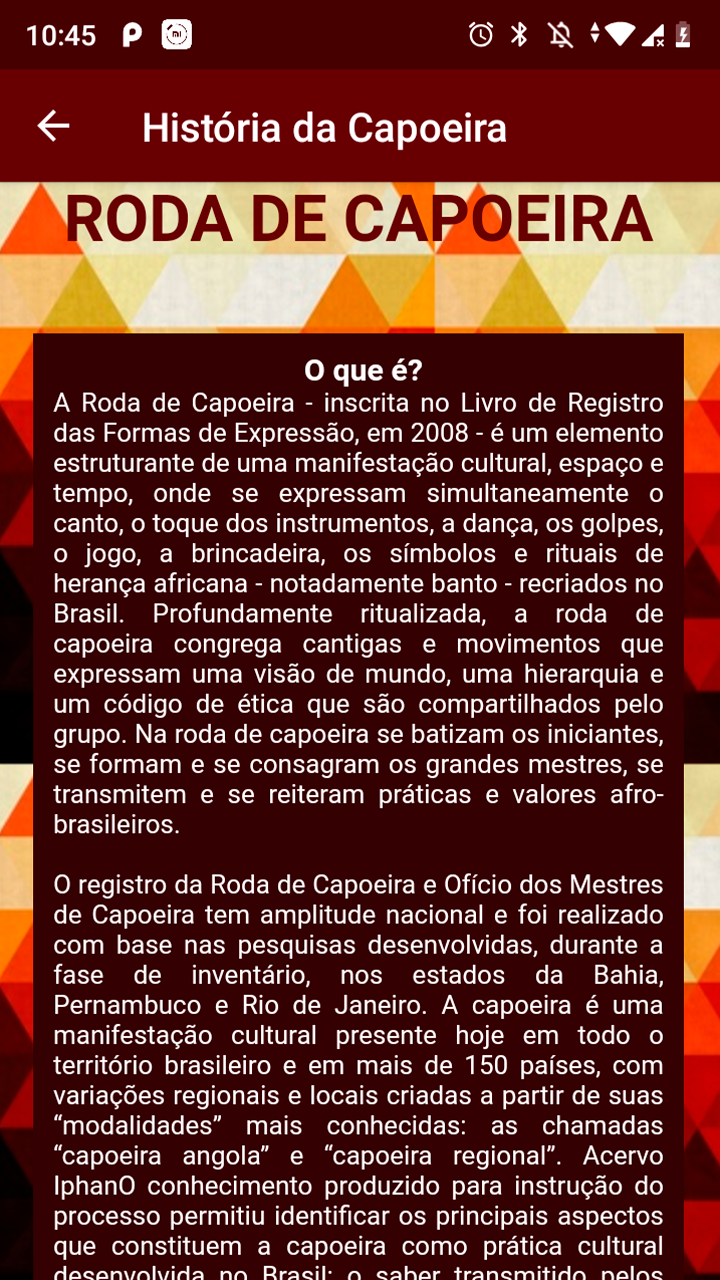 10:45
História da Capoeira
RODA DE CAPOEIRA
O que é?
A Roda de Capoeira - inscrita no Livro de Registro
das Formas de Expressão, em 2008 - é um elemento
estruturante de uma manifestação cultural, espaço e
tempo, onde se expressam simultaneamente o
canto, o toque dos instrumentos, a dança, os golpes,
o jogo, a brincadeira, os símbolos e rituais de
herança africana - notadamente banto - recriados no
Brasil. Profundamente ritualizada, a roda de
capoeira congrega cantigas e movimentos que
expressam uma visão de mundo, uma hierarquia e
um código de ética que são compartilhados pelo
grupo. Na roda de capoeira se batizam os iniciantes,
se formam e se consagram os grandes mestres, se
transmitem e se reiteram práticas e valores afro-
brasileiros.
O registro da Roda de Capoeira e Ofício dos Mestres
de Capoeira tem amplitude nacional e foi realizado
com base nas pesquisas desenvolvidas, durante a
fase de inventário, nos estados da Bahia,
Pernambuco e Rio de Janeiro. A capoeira é uma
manifestação cultural presente hoje em todo o
território brasileiro e em mais de 150 países, com
variações regionais e locais criadas a partir de suas
“modalidades” mais conhecidas: as chamadas
“capoeira angola” e “capoeira regional”. Acervo
IphanO conhecimento produzido para instrução do
processo permitiu identificar os principais aspectos
que constituem a capoeira como prática cultural
desenvolvida no Brasil: o saber transmitido pelos